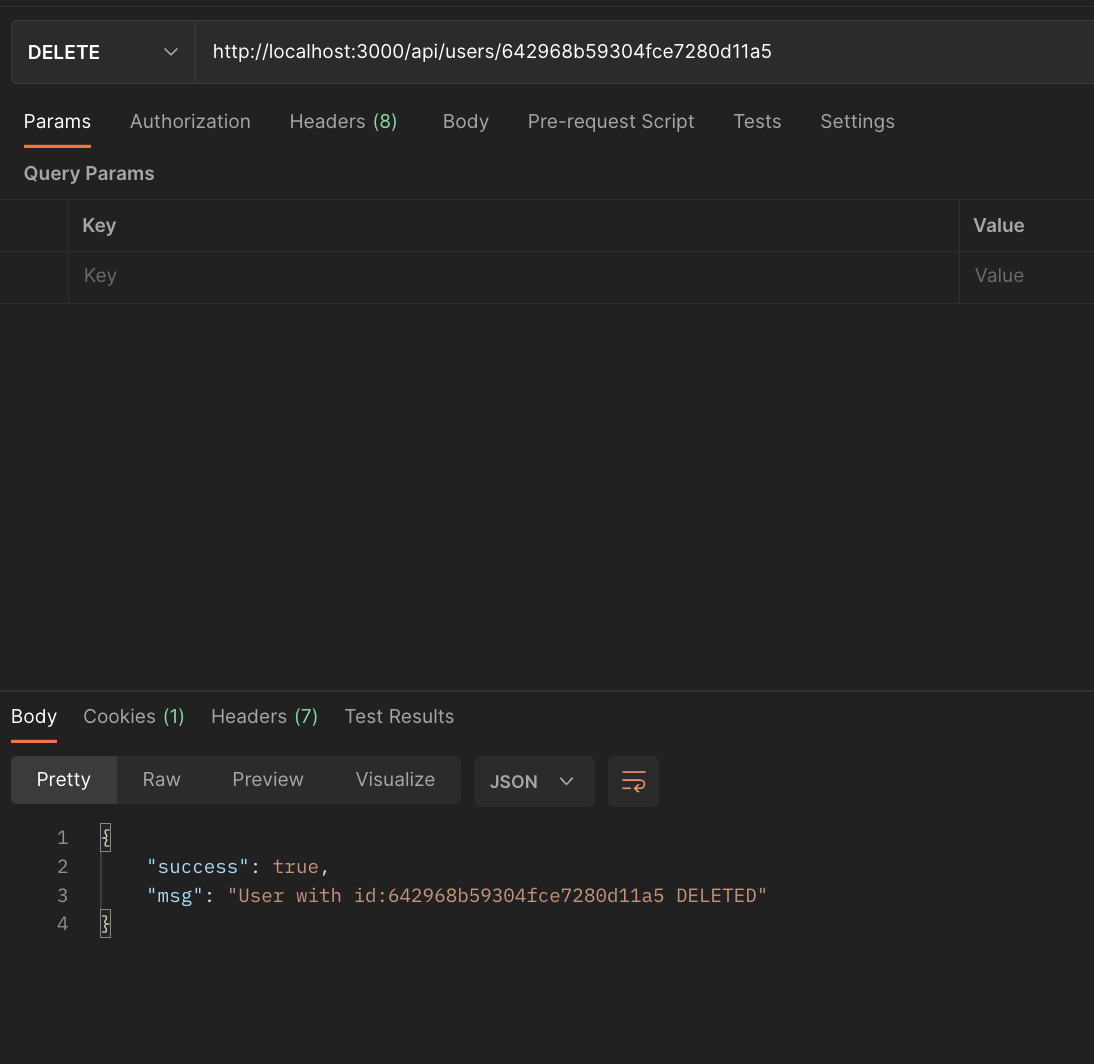 DELETE http://localhost:3000/api/users/642968b59304fce7280d11a5
Params Authorization Headers (8) Body Pre-request Script Tests Settings
Query Params
Key Value
Key Value
Body Cookies (1) Headers (7) Test Results
Pretty Raw Preview Visualize JSON
1 {
2 "success": true,
3 "msg": "User with id:642968b59304fce7280d11a5 DELETED"
4 }